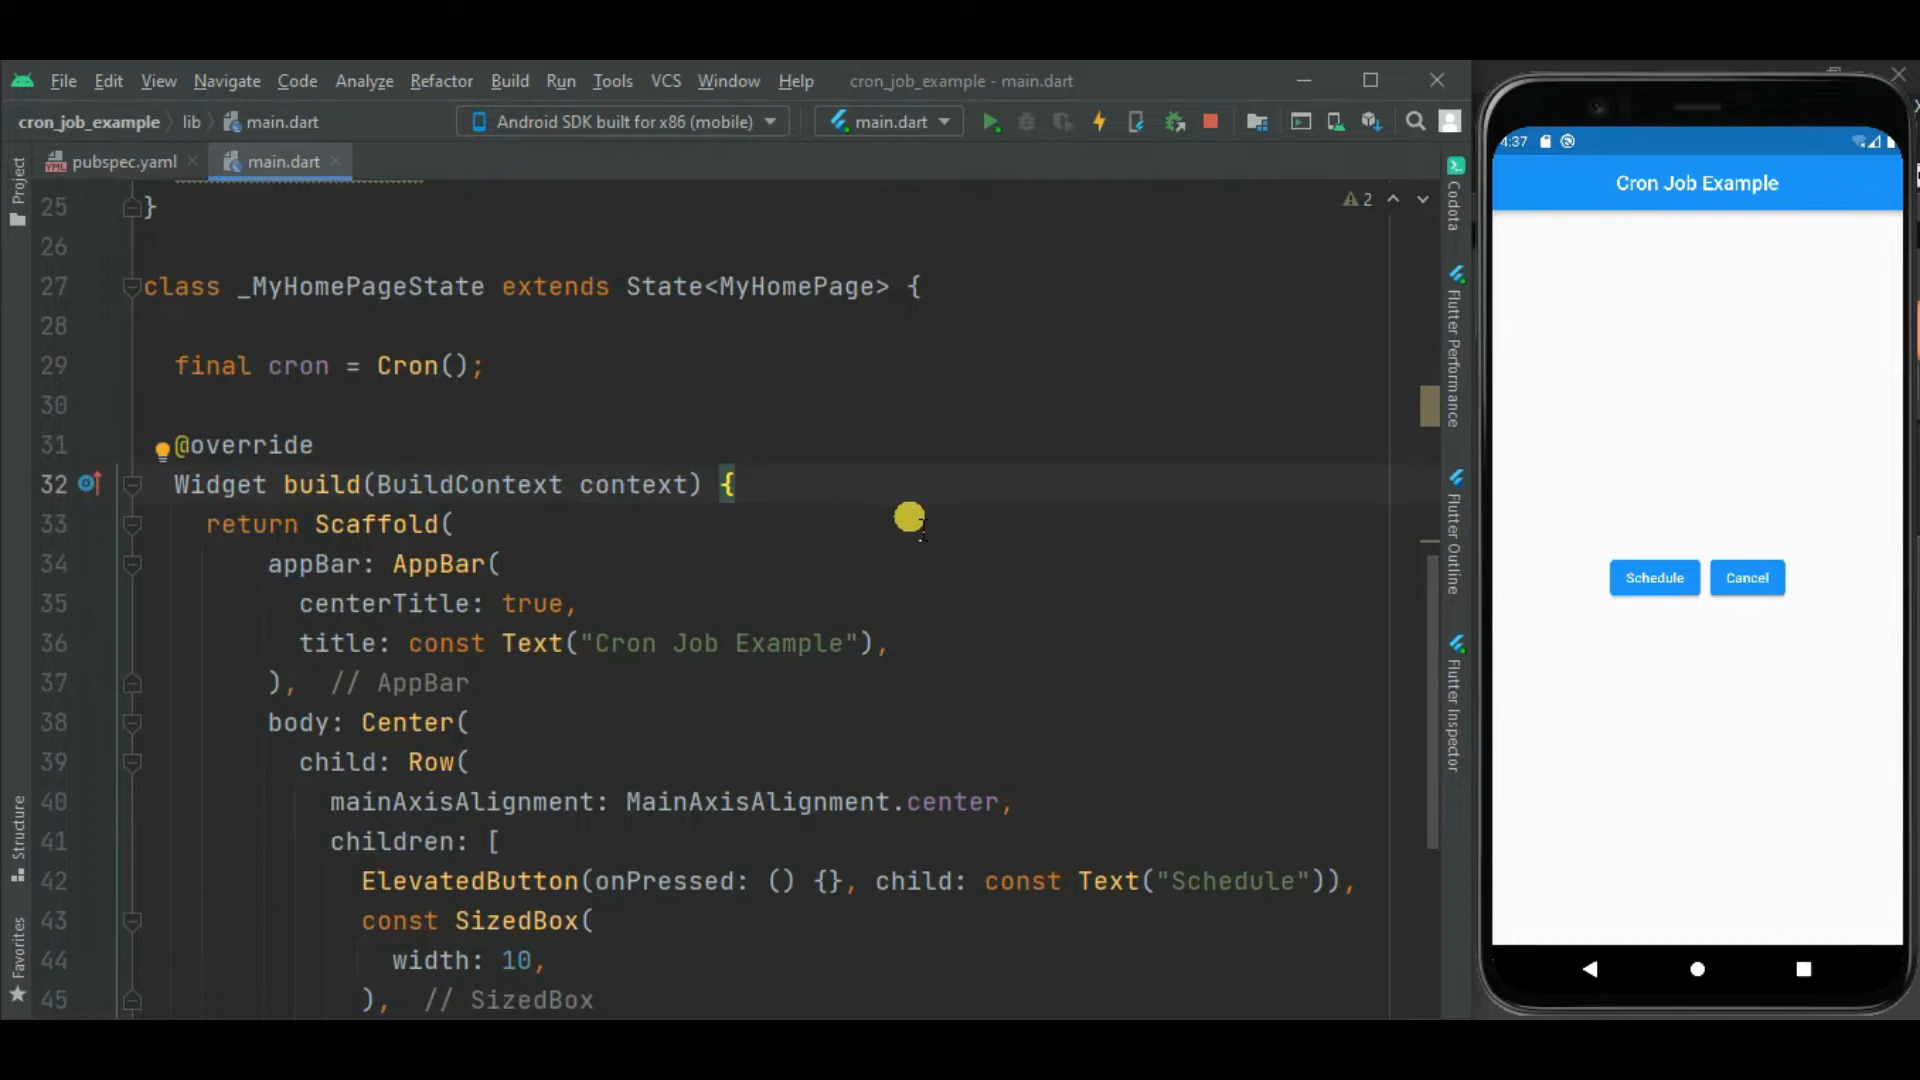 File Edit View Navigate Code Analyze Refactor Build Run Tools VCS Window Help cron_job_example - main.dart
cron_job_example lib main.dart Android SDK built for x86 (mobile) main.dart
pubspec.yaml main.dart
Project
Structure
Favorites
25 }
26
27 class _MyHomePageState extends State<MyHomePage> {
28
29 final cron = Cron();
30
31 @override
32 Widget build(BuildContext context) {
33 return Scaffold(
34 appBar: AppBar(
35 centerTitle: true,
36 title: const Text("Cron Job Example"),
37 ), // AppBar
38 body: Center(
39 child: Row(
40 mainAxisAlignment: MainAxisAlignment.center,
41 children: [
42 ElevatedButton(onPressed: () {}, child: const Text("Schedule")),
43 const SizedBox(
44 width: 10,
45 ), // SizedBox
2
Codota
Flutter Performance
Flutter Outline
Flutter Inspector
4:37
Cron Job Example
Schedule Cancel